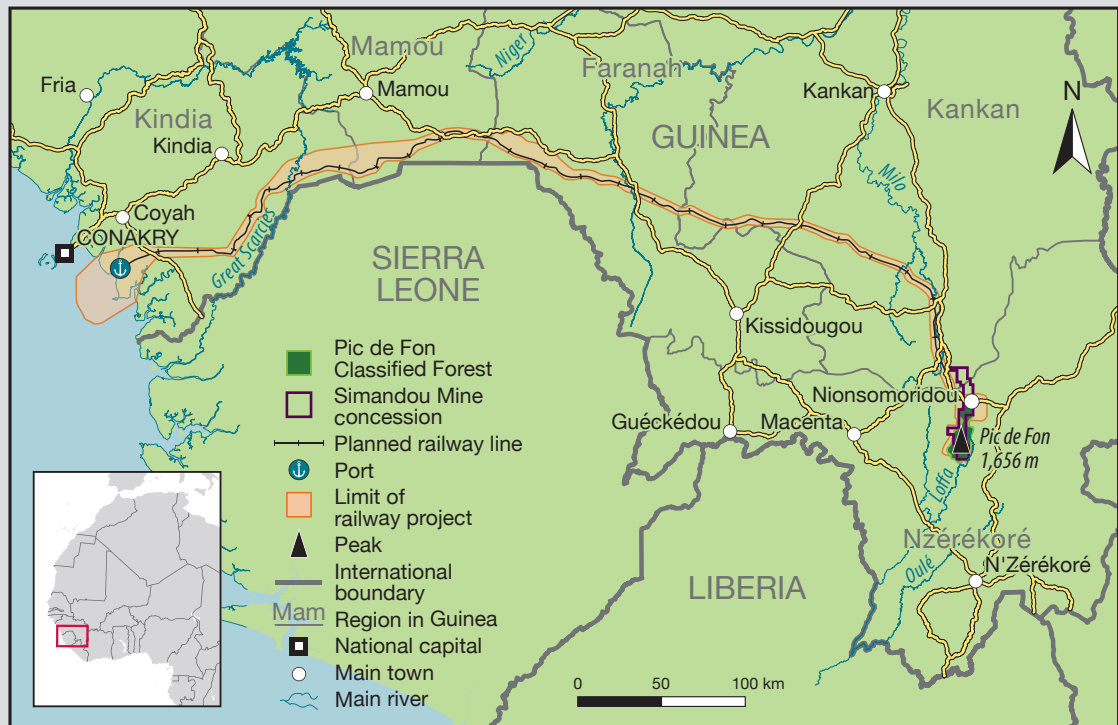 Mamou
Niger
Faranah
Fria
Mamou
Kankan
N
Kindia
Kankan
Kindia
GUINEA
Milo
Coyah
CONAKRY
Great Scarcies
SIERRA
LEONE
Kissidougou
Pic de Fon
Classified Forest
Simandou Mine
concession
Nionsomoridou
Guéckédou
Macenta
Planned railway line
Pic de Fon
1,656 m
Port
Loffa
Limit of
railway project
Peak
Nzérékoré
International
boundary
Oulé
N'Zérékoré
LIBERIA
Mam
Region in Guinea
National capital
Main town
0 50 100 km
Main river